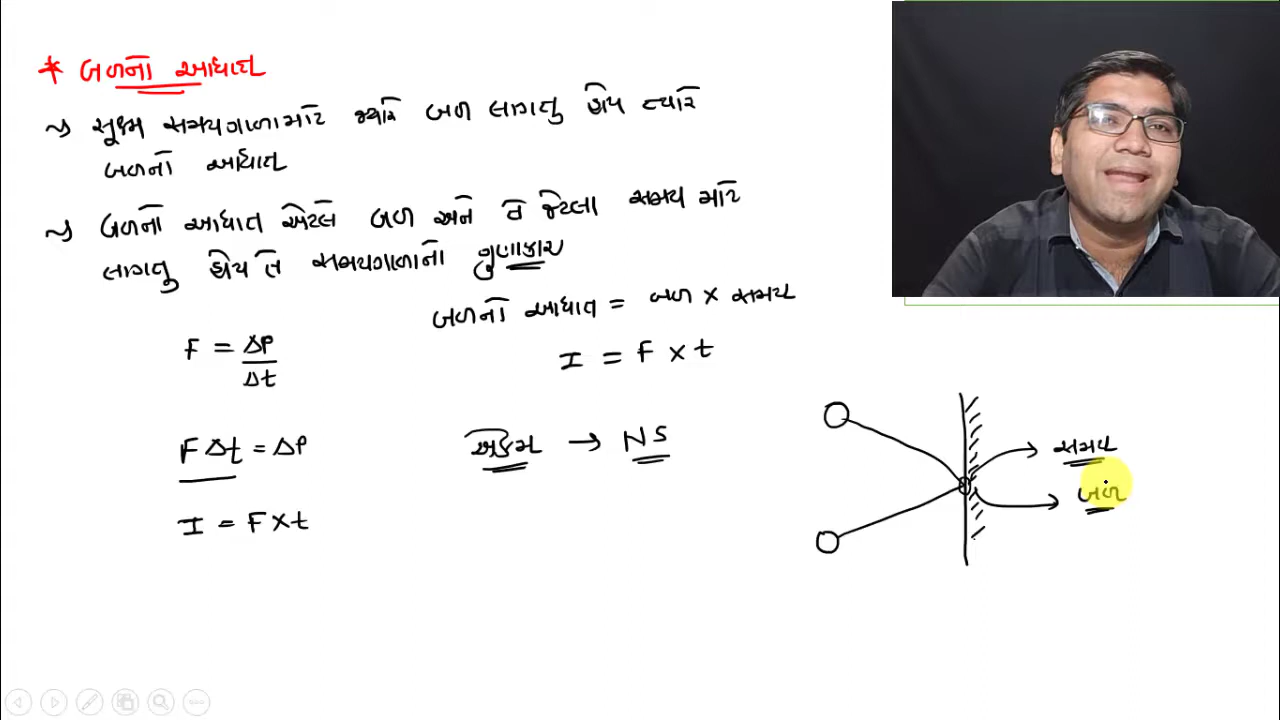 * બળનો આઘાત
~) સૂક્ષ્મ સમયગાળામાટે જ્યારે બળ લાગતુ હોય ત્યારે
બળનો આઘાત
~) બળનો આઘાત એટલે બળ અને તે જેટલા સમય માટે
લાગતુ હોય તે સમયગાળાનો ગુણાકાર
બળનો આઘાત = બળ × સમય
F = Δp/Δt
I = F × t
FΔt = ΔP
એકમ → NS
I = F×t
સમય
બળ